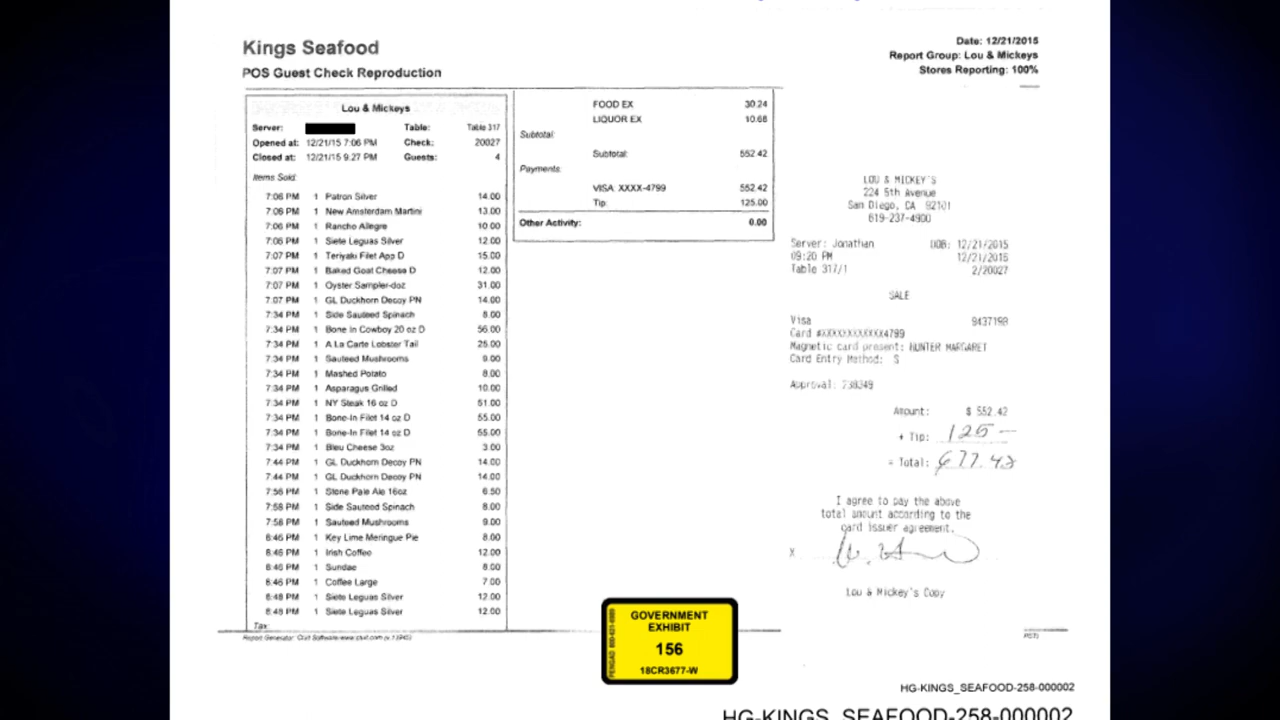 Kings Seafood
POS Guest Check Reproduction
Date: 12/21/2015
Report Group: Lou & Mickeys
Stores Reporting: 100%
Lou & Mickeys
Server: Table: Table 317
Opened at: 12/21/15 7:06 PM Check: 20027
Closed at: 12/21/15 9:27 PM Guests: 4
Items Sold:
7:06 PM 1 Patron Silver 14.00
7:06 PM 1 New Amsterdam Martini 13.00
7:06 PM 1 Rancho Allegre 10.00
7:06 PM 1 Siete Leguas Silver 12.00
7:07 PM 1 Teriyaki Filet App D 15.00
7:07 PM 1 Baked Goat Cheese D 12.00
7:07 PM 1 Oyster Sampler-doz 31.00
7:07 PM 1 GL Duckhorn Decoy PN 14.00
7:34 PM 1 Side Sauteed Spinach 8.00
7:34 PM 1 Bone In Cowboy 20 oz D 56.00
7:34 PM 1 A La Carte Lobster Tail 25.00
7:34 PM 1 Sauteed Mushrooms 9.00
7:34 PM 1 Mashed Potato 8.00
7:34 PM 1 Asparagus Grilled 10.00
7:34 PM 1 NY Steak 16 oz D 51.00
7:34 PM 1 Bone-In Filet 14 oz D 55.00
7:34 PM 1 Bone-In Filet 14 oz D 55.00
7:34 PM 1 Bleu Cheese 3oz 3.00
7:44 PM 1 GL Duckhorn Decoy PN 14.00
7:44 PM 1 GL Duckhorn Decoy PN 14.00
7:56 PM 1 Stone Pale Ale 16oz 6.50
7:58 PM 1 Side Sauteed Spinach 8.00
7:58 PM 1 Sauteed Mushrooms 9.00
8:46 PM 1 Key Lime Meringue Pie 8.00
8:46 PM 1 Irish Coffee 12.00
8:46 PM 1 Sundae 8.00
8:46 PM 1 Coffee Large 7.00
8:48 PM 1 Siete Leguas Silver 12.00
8:48 PM 1 Siete Leguas Silver 12.00
Tax:
FOOD EX 30.24
LIQUOR EX 10.68
Subtotal:
Subtotal: 552.42
Payments:
VISA XXXX-4799 552.42
Tip: 125.00
Other Activity: 0.00
LOU & MICKEY'S
224 5th Avenue
San Diego, CA 92101
619-237-4900
Server: Jonathan DOB: 12/21/2015
09:20 PM 12/21/2015
Table 317/1 2/20027
SALE
Visa 9437198
Card #XXXXXXXXXXXX4799
Magnetic card present: HUNTER MARGARET
Card Entry Method: S
Approval:
Amount: $ 552.42
+ Tip: 125 —
= Total: 677.42
I agree to pay the above
total amount according to the
card issuer agreement.
X
Lou & Mickey's Copy
GOVERNMENT
EXHIBIT
156
18CR3677-W
PENGAD 800-631-6989
HG-KINGS_SEAFOOD-258-000002
HG-KINGS_SEAFOOD-258-000002